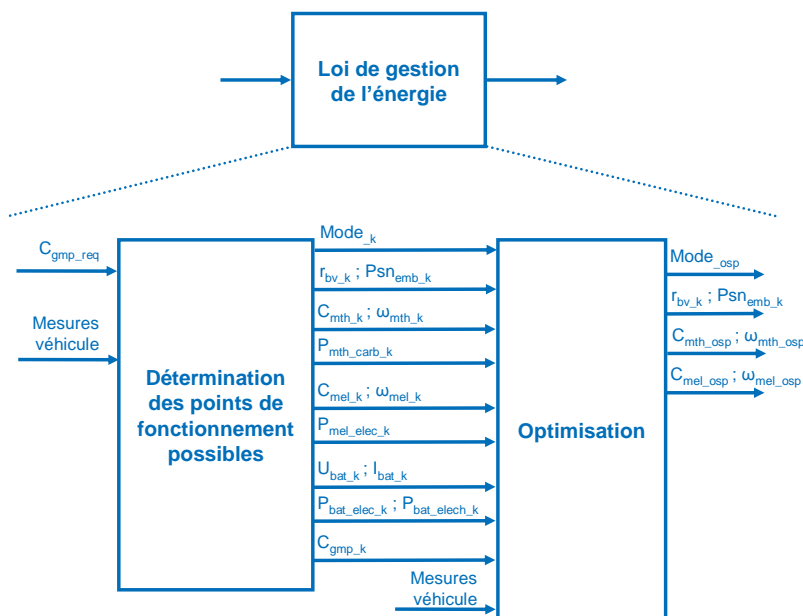 Loi de gestion
de l'énergie
C_gmp_req
Mesures
véhicule
Détermination
des points de
fonctionnement
possibles
Mode_k
r_bv_k ; Psn_emb_k
C_mth_k ; ω_mth_k
P_mth_carb_k
C_mel_k ; ω_mel_k
P_mel_elec_k
U_bat_k ; I_bat_k
P_bat_elec_k ; P_bat_elech_k
C_gmp_k
Mesures
véhicule
Optimisation
Mode_osp
r_bv_k ; Psn_emb_k
C_mth_osp ; ω_mth_osp
C_mel_osp ; ω_mel_osp